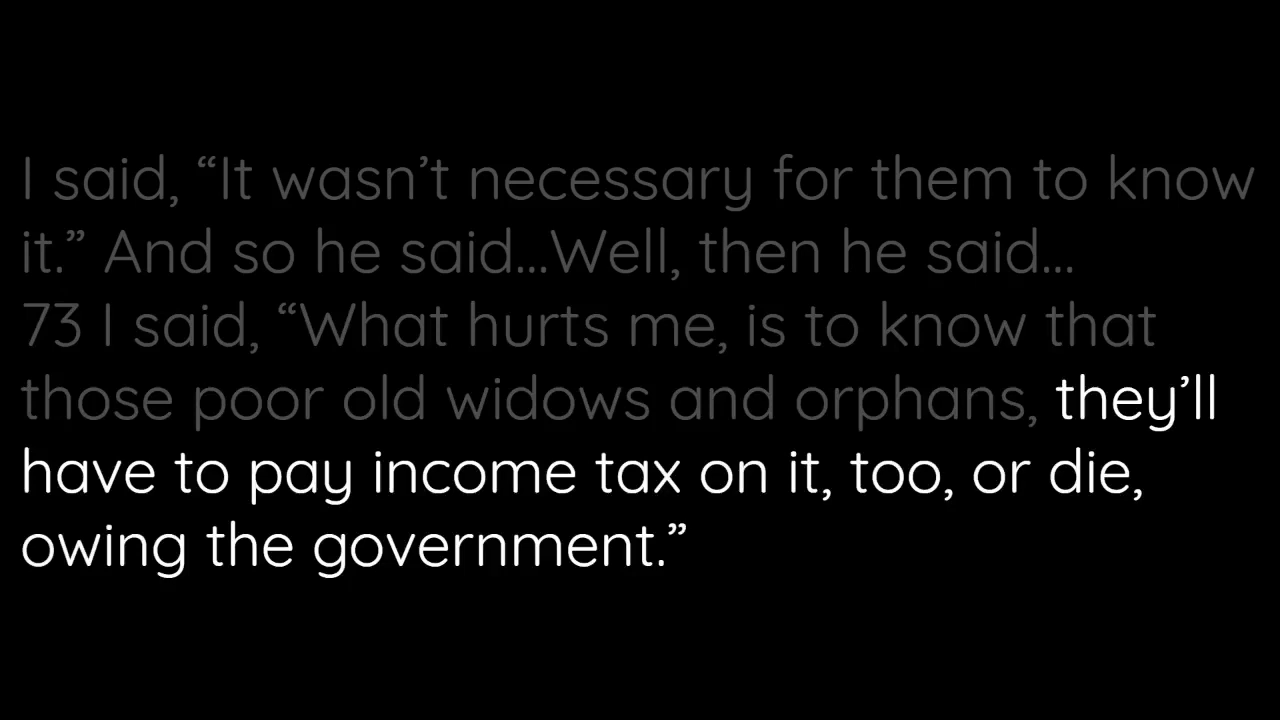 I said, “It wasn’t necessary for them to know
it.” And so he said...Well, then he said...
73 I said, “What hurts me, is to know that
those poor old widows and orphans, they’ll
have to pay income tax on it, too, or die,
owing the government.”